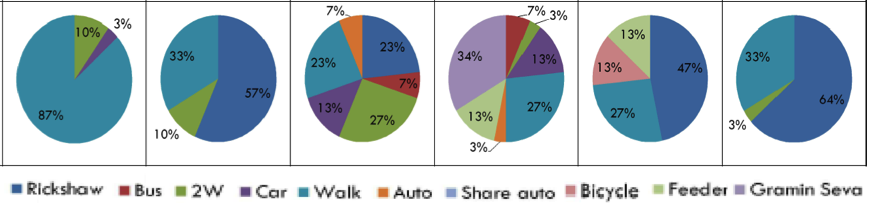 10% 3% 87%
33% 57% 10%
7% 23% 23% 7% 13% 27%
7% 3% 34% 13% 27% 13% 3%
13% 13% 47% 27%
33% 64% 3%
Rickshaw Bus 2W Car Walk Auto Share auto Bicycle Feeder Gramin Seva